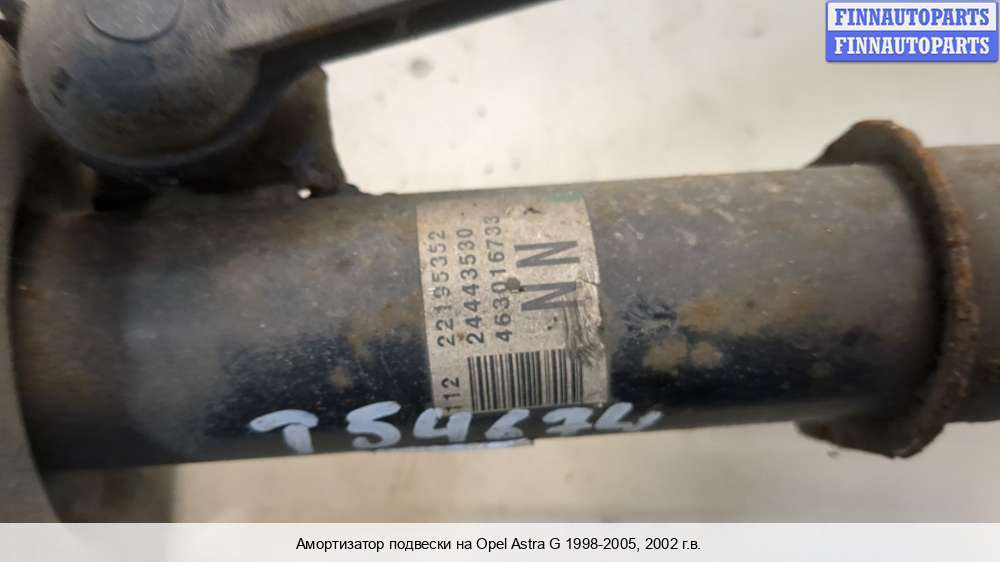 FINNAUTOPARTS
FINNAUTOPARTS
22195352
24443530
463016733
NN
112
T54674
Амортизатор подвески на Opel Astra G 1998-2005, 2002 г.в.